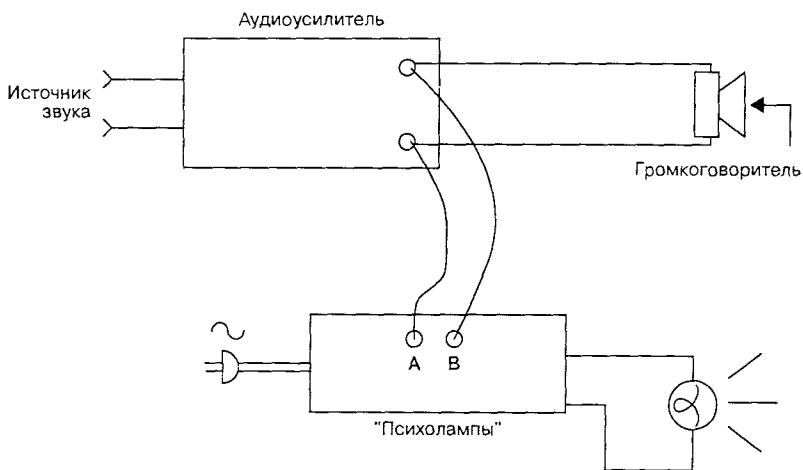 Аудиоусилитель
Источник
звука
Громкоговоритель
A B
"Психолампы"